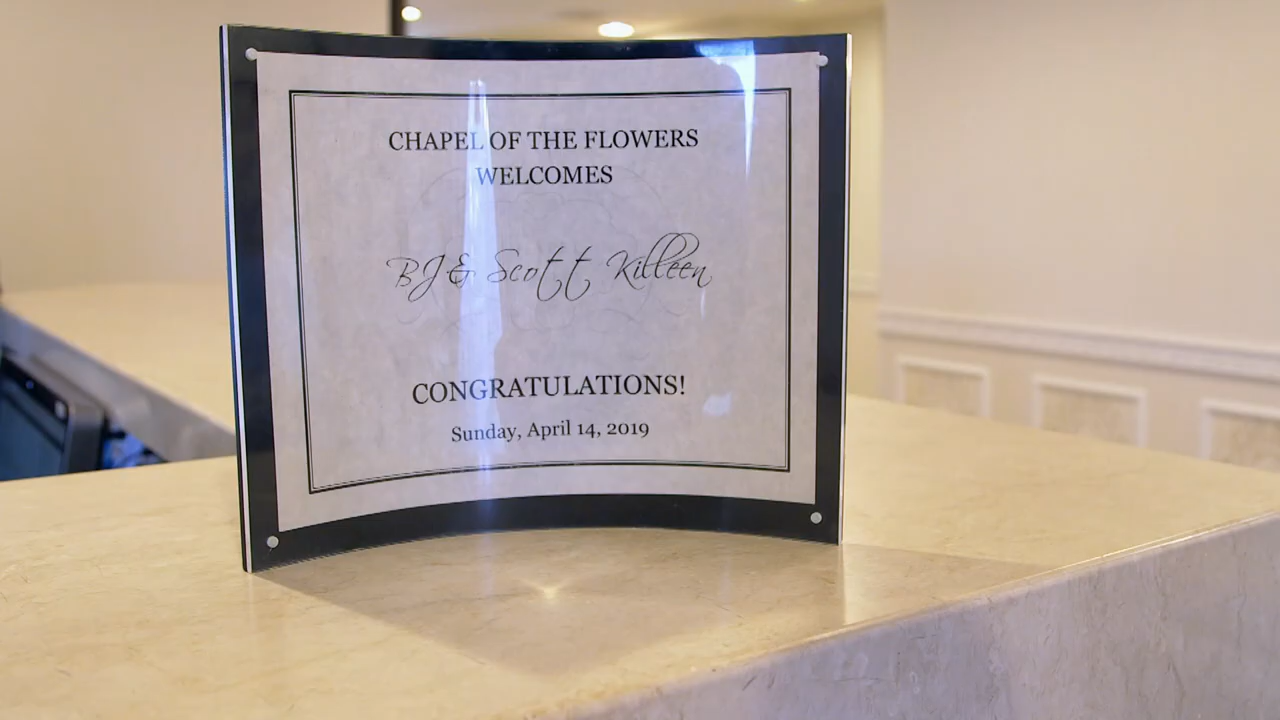 CHAPEL OF THE FLOWERS
WELCOMES
BJ & Scott Killeen
CONGRATULATIONS!
Sunday, April 14, 2019